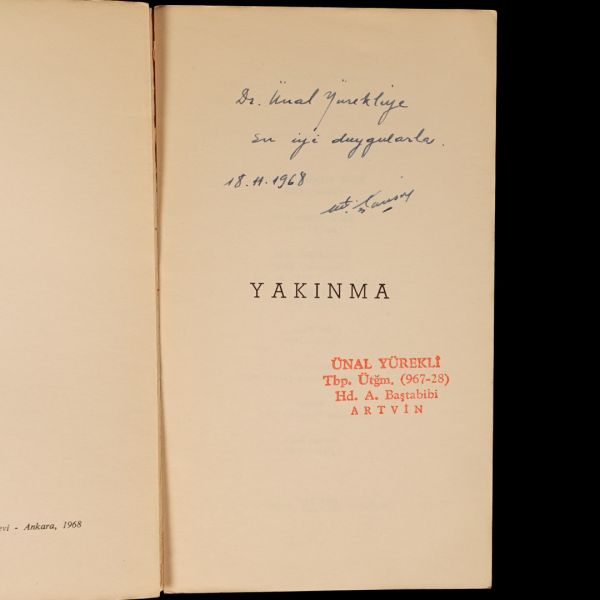 evi - Ankara, 1968
Dr. Ünal Yürekliye
en iyi duygularla.
18.11.1968
YAKINMA
ÜNAL YÜREKLİ
Tbp. Ütğm. (967-28)
Hd. A. Baştabibi
ARTVİN